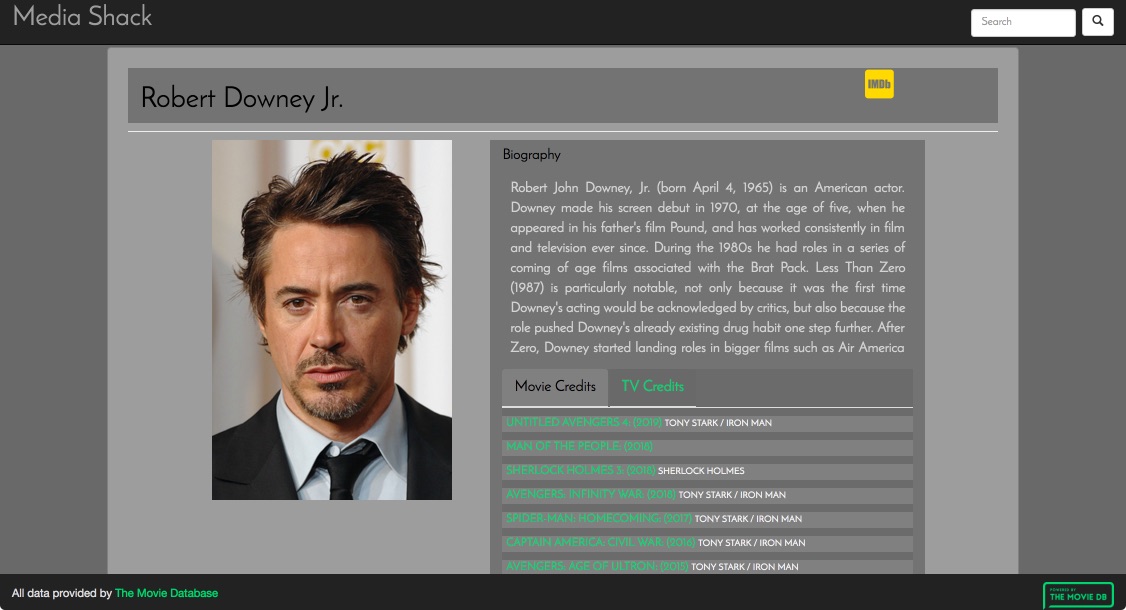 Media Shack
Search
Robert Downey Jr.
IMDb
Biography
Robert John Downey, Jr. (born April 4, 1965) is an American actor.
Downey made his screen debut in 1970, at the age of five, when he
appeared in his father's film Pound, and has worked consistently in film
and television ever since. During the 1980s he had roles in a series of
coming of age films associated with the Brat Pack. Less Than Zero
(1987) is particularly notable, not only because it was the first time
Downey's acting would be acknowledged by critics, but also because the
role pushed Downey's already existing drug habit one step further. After
Zero, Downey started landing roles in bigger films such as Air America
Movie Credits TV Credits
UNTITLED AVENGERS 4: (2019) TONY STARK / IRON MAN
MAN OF THE PEOPLE: (2018)
SHERLOCK HOLMES 3: (2018) SHERLOCK HOLMES
AVENGERS: INFINITY WAR: (2018) TONY STARK / IRON MAN
SPIDER-MAN: HOMECOMING: (2017) TONY STARK / IRON MAN
CAPTAIN AMERICA: CIVIL WAR: (2016) TONY STARK / IRON MAN
AVENGERS: AGE OF ULTRON: (2015) TONY STARK / IRON MAN
All data provided by The Movie Database
POWERED BY
THE MOVIE DB